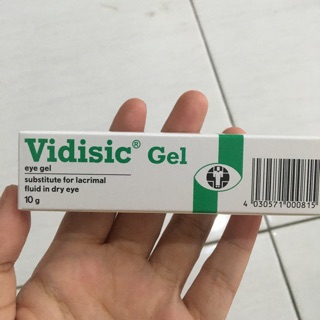 Vidisic® Gel
eye gel
substitute for lacrimal
fluid in dry eye
10 g
4 030571 000815